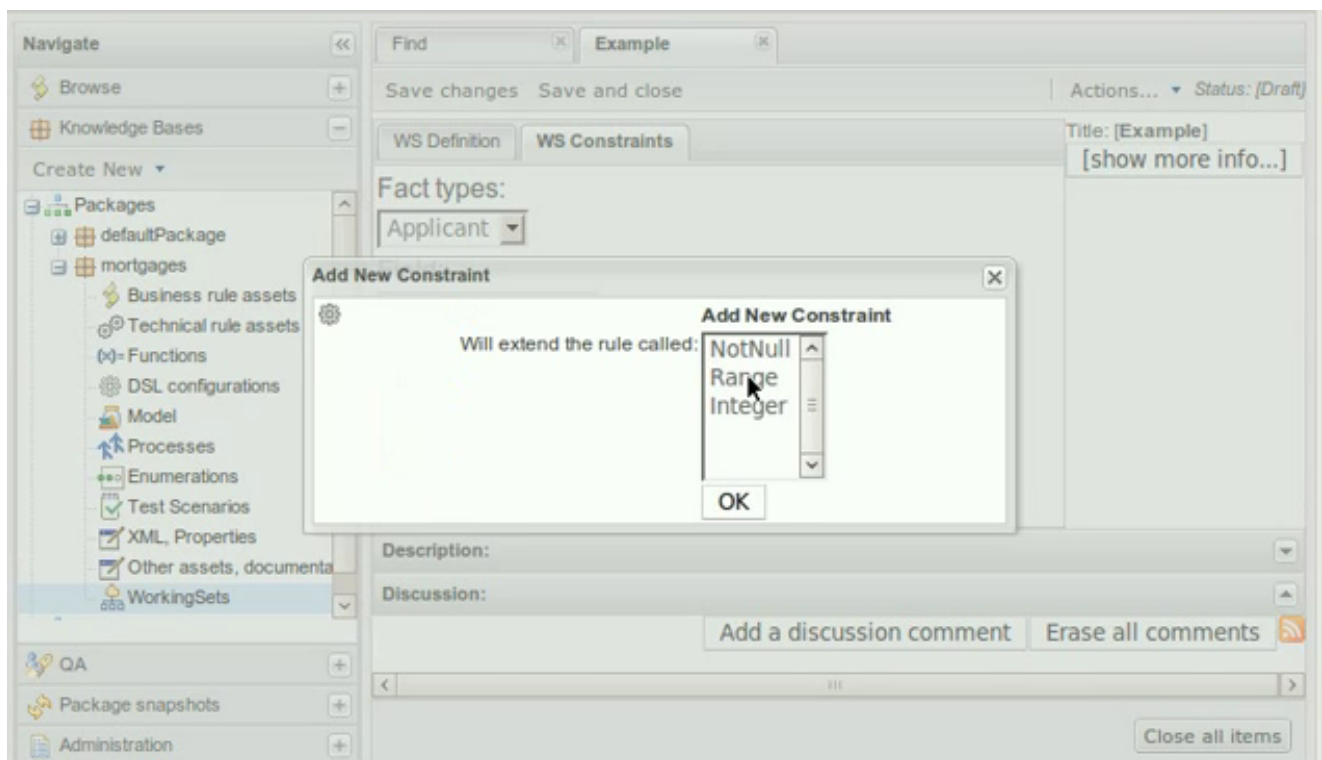 Navigate
Browse
Knowledge Bases
Create New
Packages
defaultPackage
mortgages
Business rule assets
Technical rule assets
(x)= Functions
DSL configurations
Model
Processes
Enumerations
Test Scenarios
XML, Properties
Other assets, documenta
WorkingSets
QA
Package snapshots
Administration
Find
Example
Save changes Save and close
Actions... Status: [Draft]
WS Definition WS Constraints
Title: [Example]
[show more info...]
Fact types:
Applicant
Add New Constraint
Add New Constraint
Will extend the rule called:
NotNull
Range
Integer
OK
Description:
Discussion:
Add a discussion comment Erase all comments
Close all items